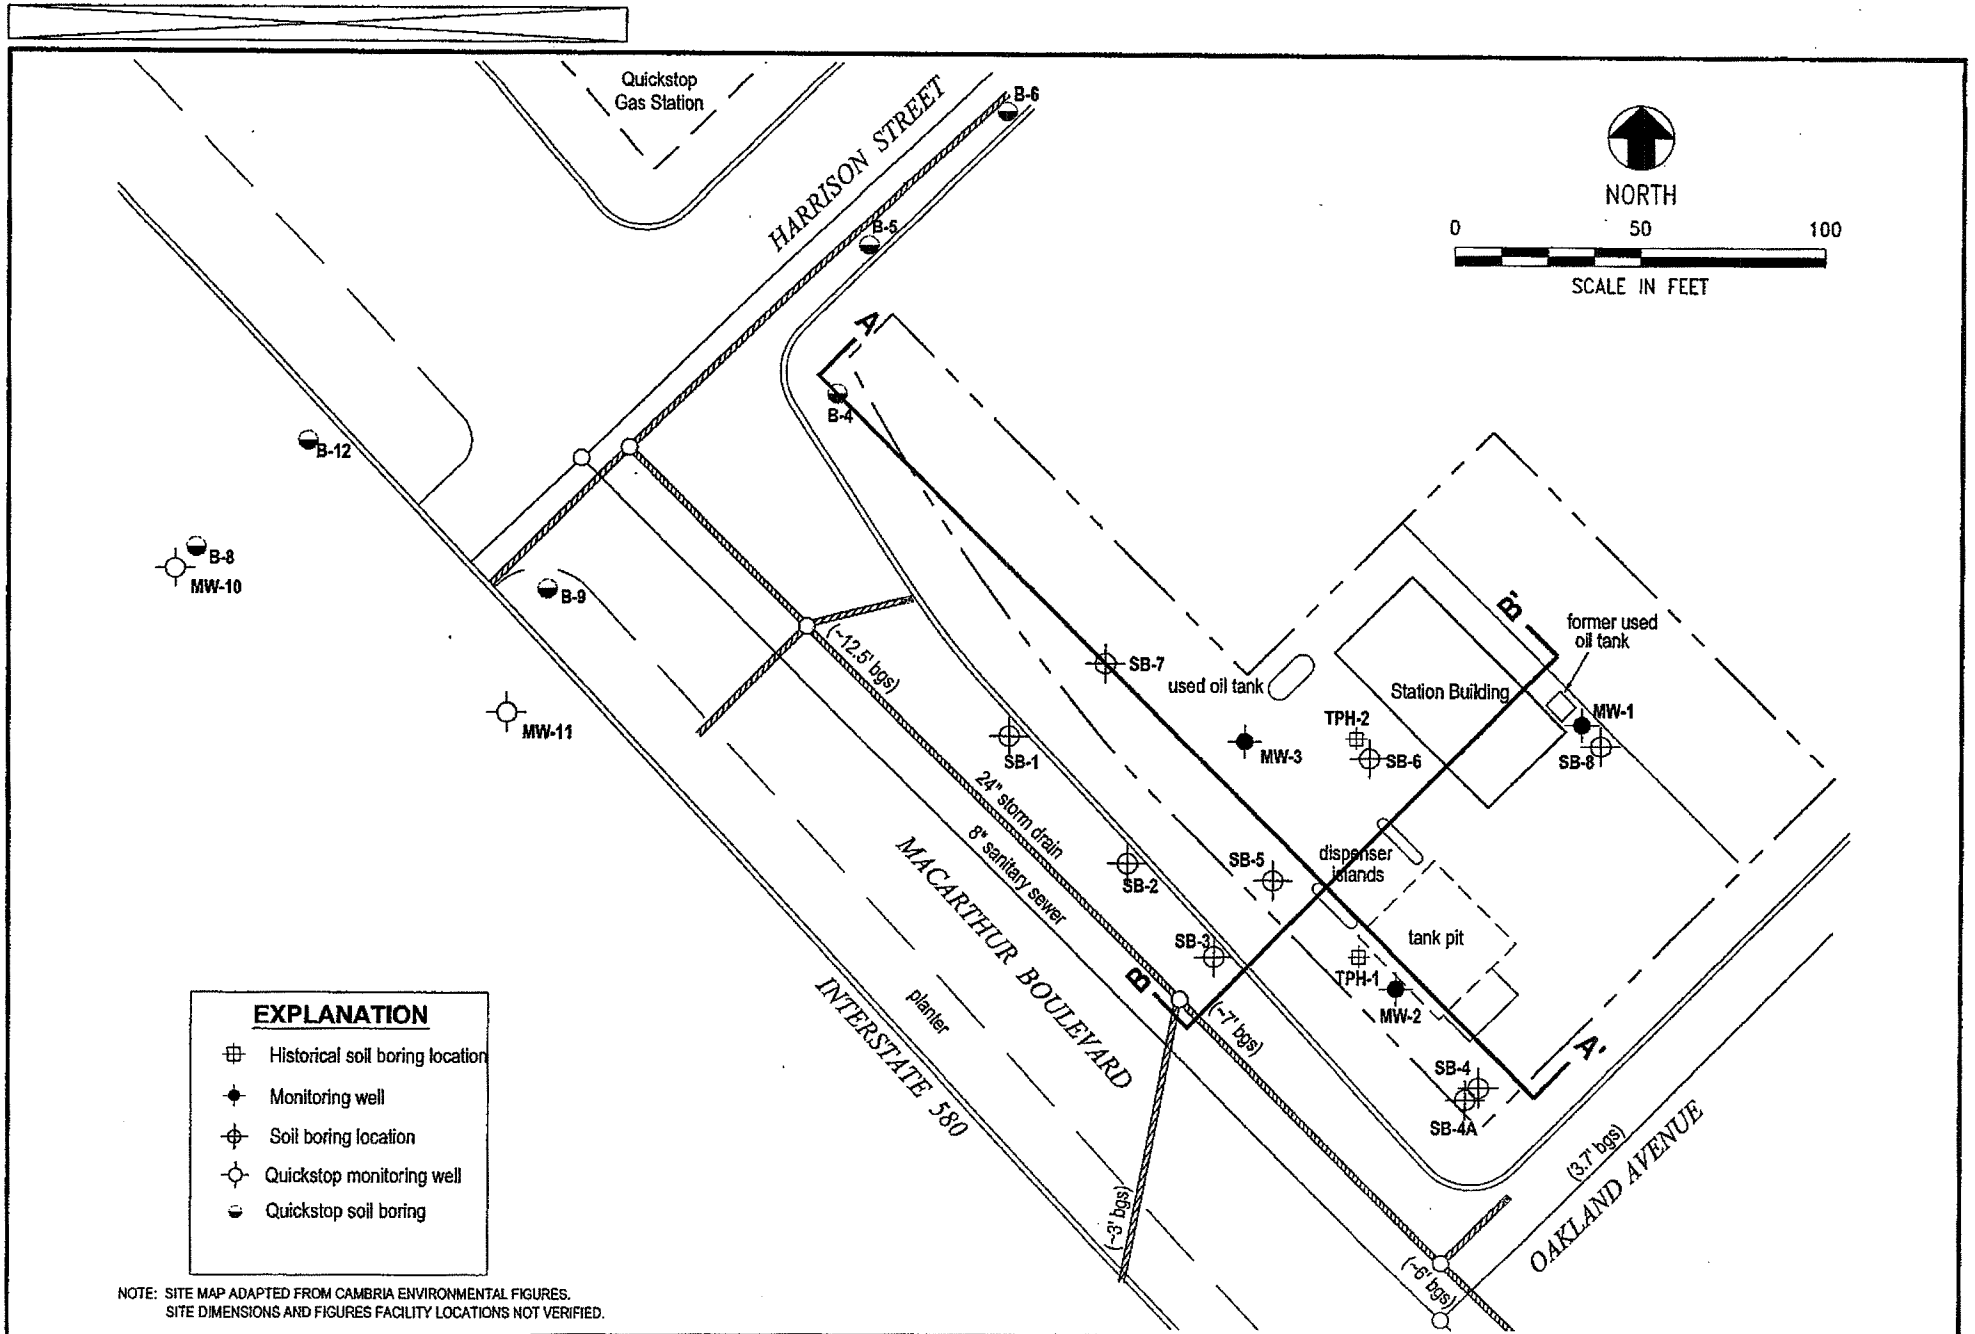 Quickstop
Gas Station
HARRISON STREET
B-6
B-5
NORTH
0 50 100
SCALE IN FEET
A
B-4
B-12
B-8
MW-10
B-9
MW-11
(~12.5' bgs)
SB-7
used oil tank
B'
former used
oil tank
Station Building
MW-1
SB-8
TPH-2
SB-6
MW-3
SB-1
24" storm drain
8" sanitary sewer
SB-2
SB-5
dispenser
islands
tank pit
SB-3
TPH-1
MW-2
B
(~7' bgs)
MACARTHUR BOULEVARD
planter
INTERSTATE 580
A'
SB-4
SB-4A
(3.7' bgs)
OAKLAND AVENUE
(~3' bgs)
(~6' bgs)
EXPLANATION
Historical soil boring location
Monitoring well
Soil boring location
Quickstop monitoring well
Quickstop soil boring
NOTE: SITE MAP ADAPTED FROM CAMBRIA ENVIRONMENTAL FIGURES.
SITE DIMENSIONS AND FIGURES FACILITY LOCATIONS NOT VERIFIED.